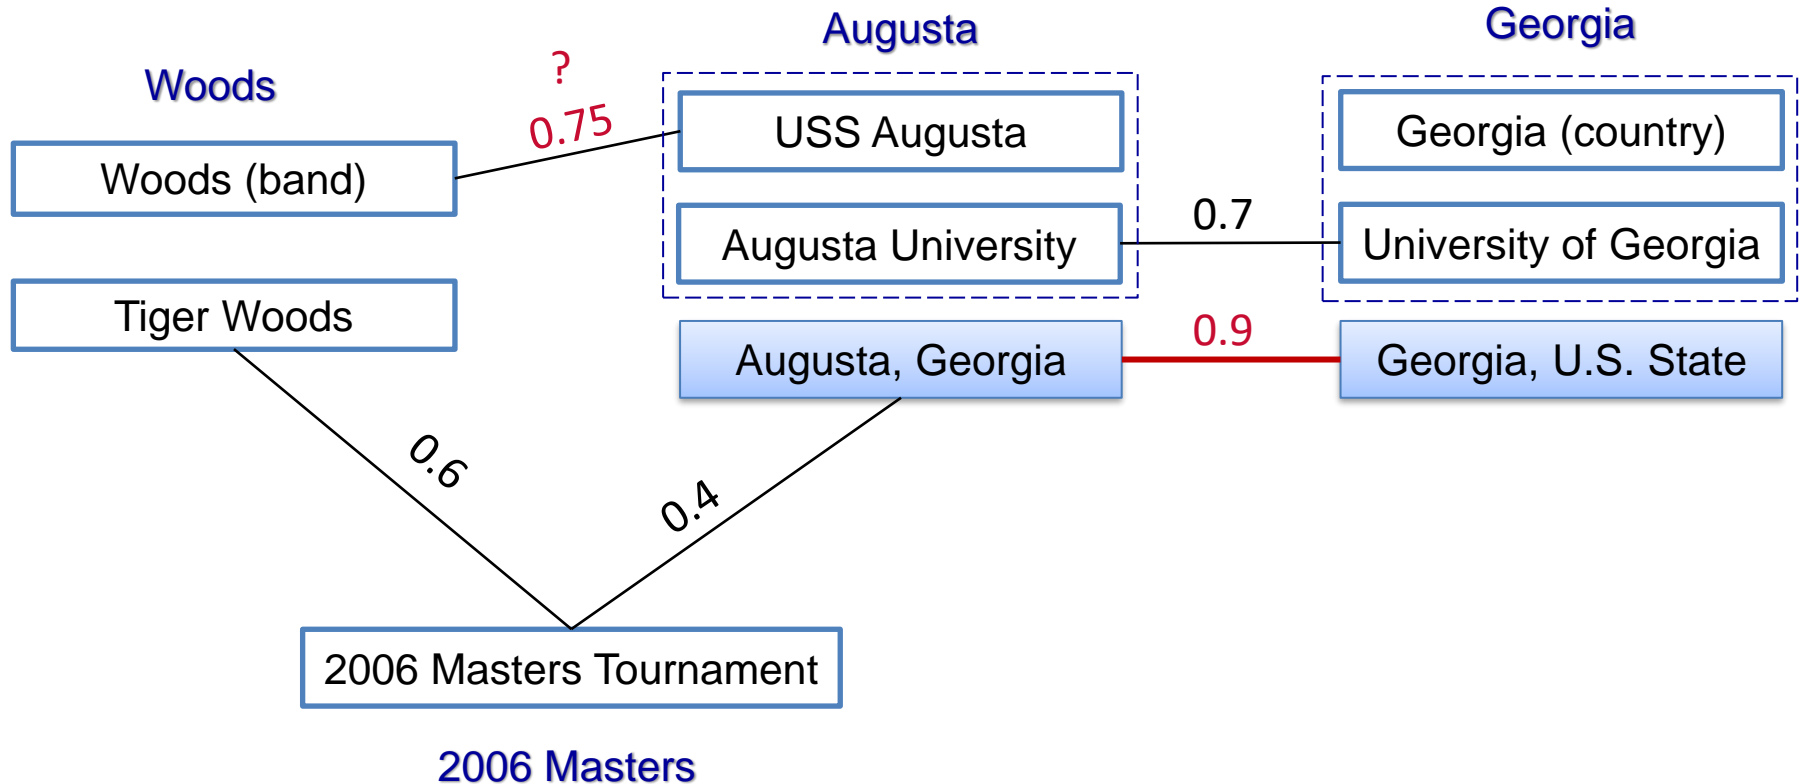 Augusta
Georgia
Woods
?
0.75
USS Augusta
Georgia (country)
Woods (band)
0.7
Augusta University
University of Georgia
Tiger Woods
0.9
Augusta, Georgia
Georgia, U.S. State
0.6
0.4
2006 Masters Tournament
2006 Masters